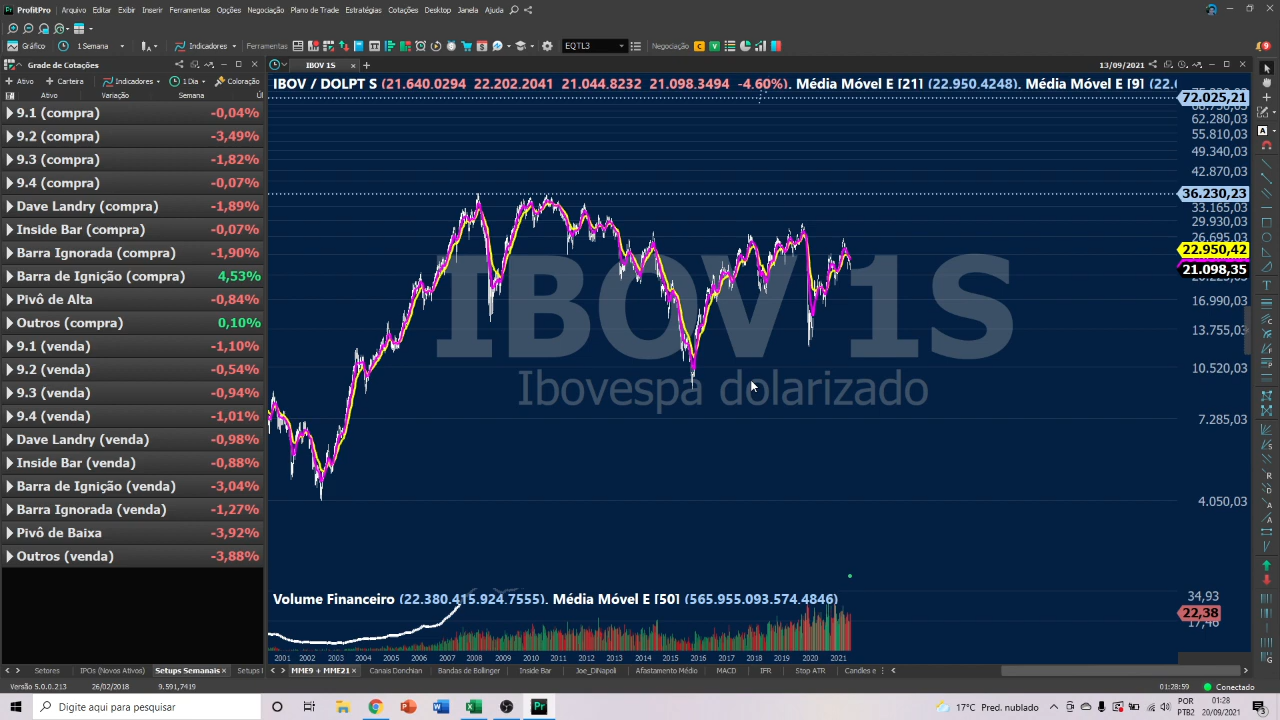 ProfitPro
Arquivo Editar Exibir Inserir Ferramentas Opções Negociação Plano de Trade Estratégias Cotações Desktop Janela Ajuda
Gráfico 1 Semana Indicadores Ferramentas EQTL3 Negociação C V 9
Grade de Cotações
IBOV 1S
13/09/2021
Ativo Carteira Indicadores 1 Dia Coloração
Ativo Variação Semana
IBOV / DOLPT S (21.640.0294 22.202.2041 21.044.8232 21.098.3494 -4.60%). Média Móvel E [21] (22.950.4248). Média Móvel E [9]
9.1 (compra) -0,04%
9.2 (compra) -3,49%
9.3 (compra) -1,82%
9.4 (compra) -0,07%
Dave Landry (compra) -1,89%
Inside Bar (compra) -0,07%
Barra Ignorada (compra) -1,90%
Barra de Ignição (compra) 4,53%
Pivô de Alta -0,84%
Outros (compra) 0,10%
9.1 (venda) -1,10%
9.2 (venda) -0,54%
9.3 (venda) -0,94%
9.4 (venda) -1,01%
Dave Landry (venda) -0,98%
Inside Bar (venda) -0,88%
Barra de Ignição (venda) -3,04%
Barra Ignorada (venda) -1,27%
Pivô de Baixa -3,92%
Outros (venda) -3,88%
IBOV 1S
Ibovespa dolarizado
72.025,21
62.280,03
55.810,03
49.340,03
42.870,03
36.230,23
33.165,03
29.930,03
26.695,03
22.950,42
21.098,35
16.990,03
13.755,03
10.520,03
7.285,03
4.050,03
Volume Financeiro (22.380.415.924.7555). Média Móvel E [50] (565.955.093.574.4846)
34,93
22,38
2001 2002 2003 2004 2005 2006 2007 2008 2009 2010 2011 2012 2013 2014 2015 2016 2017 2018 2019 2020 2021
Setores IPOs (Novos Ativos) Setups Semanais Setups
MME9 + MME21 Canais Donchian Bandas de Bollinger Inside Bar Joe_DiNapoli Afastamento Médio MACD IFR Stop ATR Candles e
Versão 5.0.0.213 26/02/2018 9.591,7419
01:28:59 Conectado
Digite aqui para pesquisar
17°C Pred. nublado
POR
PTB2
01:28
20/09/2021